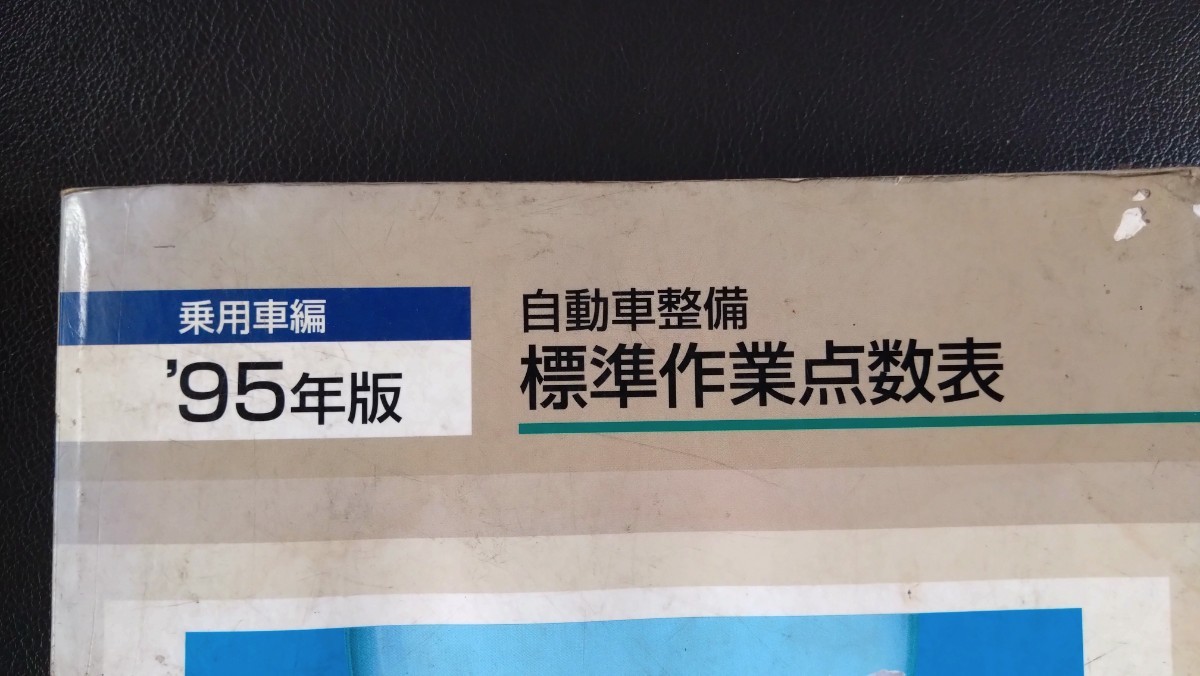 乗用車編
'95年版
自動車整備
標準作業点数表